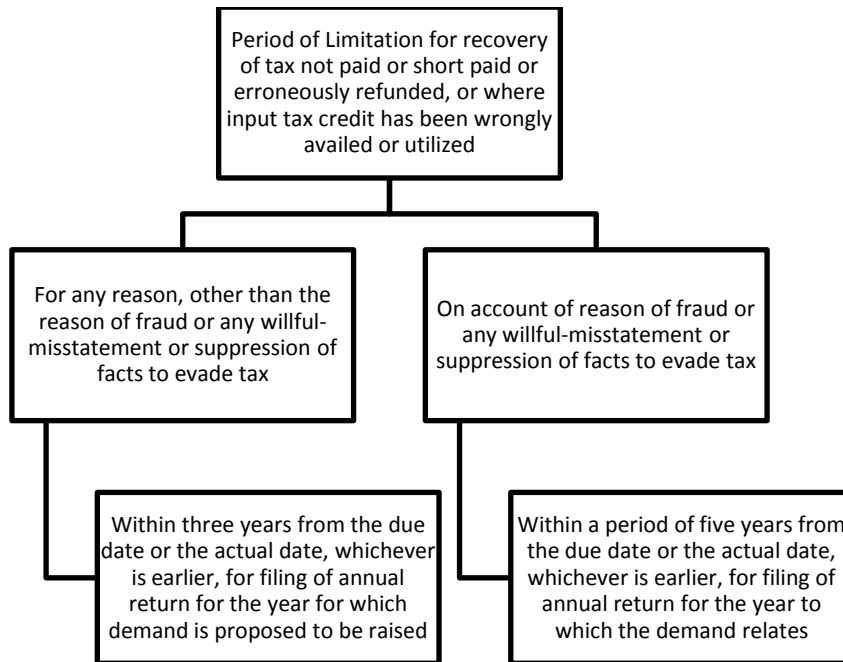 Period of Limitation for recovery
of tax not paid or short paid or
erroneously refunded, or where
input tax credit has been wrongly
availed or utilized
For any reason, other than the
reason of fraud or any willful-
misstatement or suppression of
facts to evade tax
On account of reason of fraud or
any willful-misstatement or
suppression of facts to evade tax
Within three years from the due
date or the actual date, whichever
is earlier, for filing of annual
return for the year for which
demand is proposed to be raised
Within a period of five years from
the due date or the actual date,
whichever is earlier, for filing of
annual return for the year to
which the demand relates